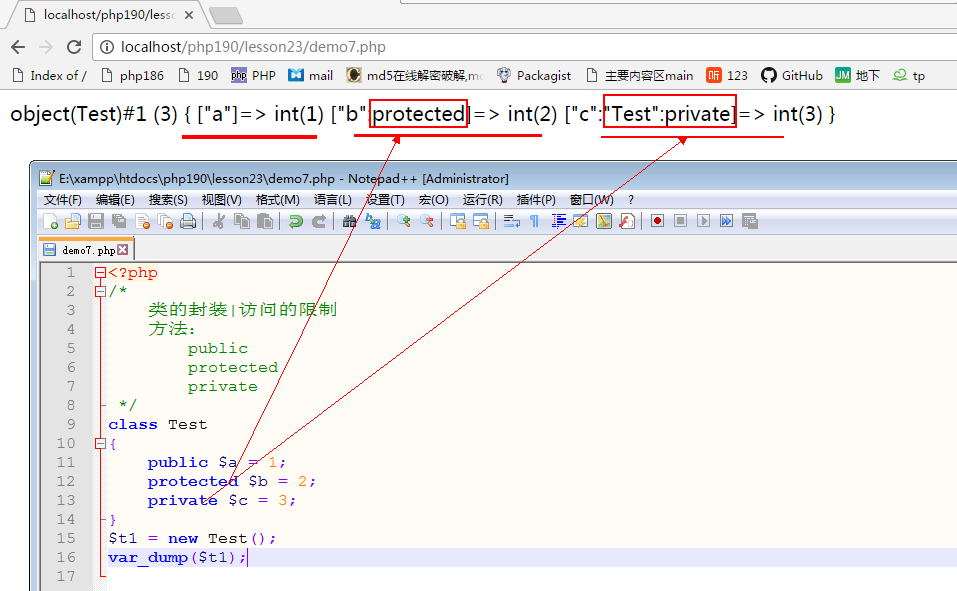 localhost/php190/less
localhost/php190/lesson23/demo7.php
Index of / php186 190 php PHP mail md5在线解密破解,md Packagist 主要内容区main 听 123 GitHub JM 地下 tp
object(Test)#1 (3) { ["a"]=> int(1) ["b":protected]=> int(2) ["c":"Test":private]=> int(3) }
E:\xampp\htdocs\php190\lesson23\demo7.php - Notepad++ [Administrator]
文件(F) 编辑(E) 搜索(S) 视图(V) 格式(M) 语言(L) 设置(T) 宏(O) 运行(R) 插件(P) 窗口(W) ?
demo7.php
1 <?php
2 /*
3 类的封装|访问的限制
4 方法:
5 public
6 protected
7 private
8 */
9 class Test
10 {
11 public $a = 1;
12 protected $b = 2;
13 private $c = 3;
14 }
15 $t1 = new Test();
16 var_dump($t1);
17